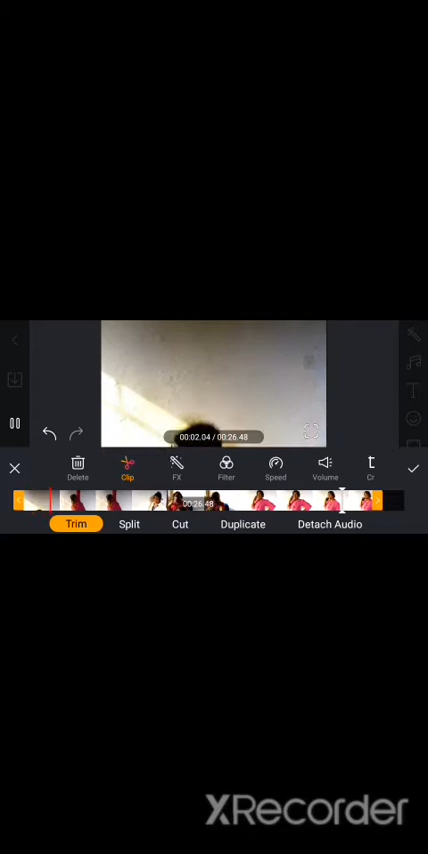 00:02.04 / 00:26.48
Delete
Clip
FX
Filter
Speed
Volume
Cr
00:26.48
Trim
Split
Cut
Duplicate
Detach Audio
XRecorder